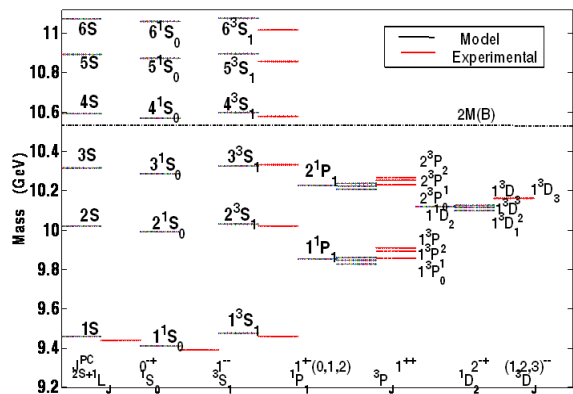 11
10.8
10.6
10.4
10.2
10
9.8
9.6
9.4
9.2
Mass (GeV)
Model
Experimental
2M(B)
6S 6¹S₀ 6³S₁
5S 5¹S₀ 5³S₁
4S 4¹S₀ 4³S₁
3S 3¹S₀ 3³S₁
2S 2¹S₀ 2³S₁
1S 1¹S₀ 1³S₁
2¹P₁
2³P₂
2³P₁
2³P₀
1¹P₁
1³P₂
1³P₁
1³P₀
1¹D₂
1³D₃ 1³D₃
1³D₂
1³D₁
J^PC 0⁻⁺ 1⁻⁻ 1⁺⁻(0,1,2) 1⁺⁺ 2⁻⁺ (1,2,3)⁻⁻
²ˢ⁺¹L_J ¹S₀ ³S₁ ¹P₁ ³P_J ¹D₂ ³D_J